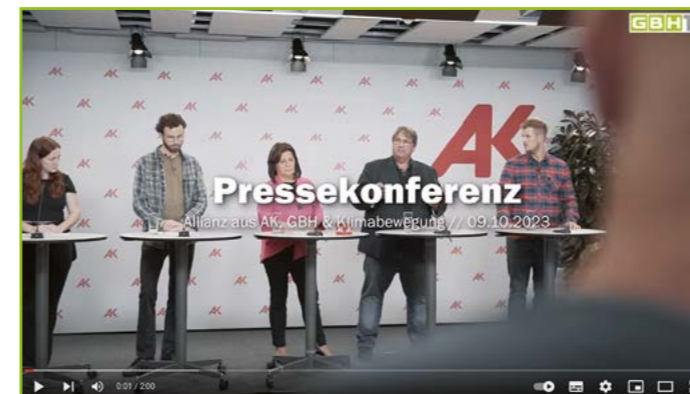 GBH
AK
Pressekonferenz
Allianz aus AK, GBH & Klimabewegung // 09.10.2023
0:01 / 2:00